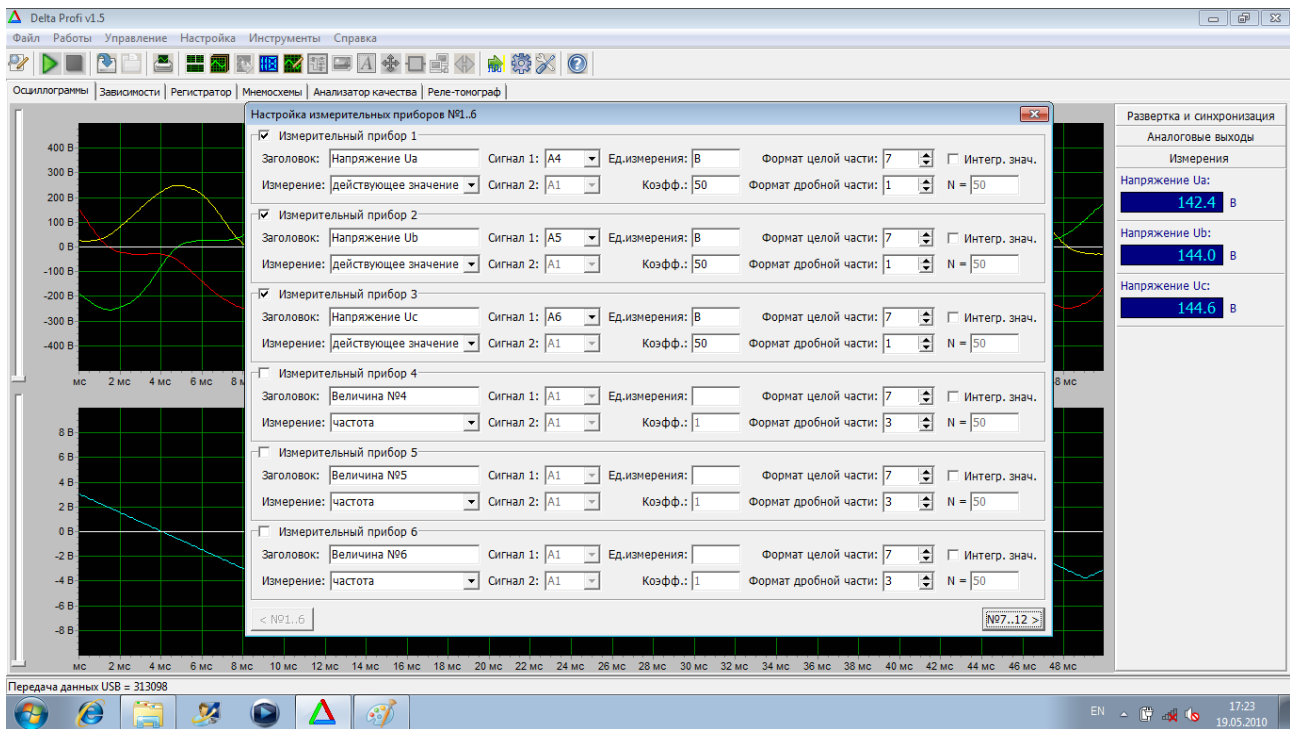 Delta Profi v1.5
Файл Работы Управление Настройка Инструменты Справка
Осциллограммы Зависимости Регистратор Мнемосхемы Анализатор качества Реле-томограф
400 В
300 В
200 В
100 В
0 В
-100 В
-200 В
-300 В
-400 В
мс 2 мс 4 мс 6 мс 8 м
8 мс
8 В
6 В
4 В
2 В
0 В
-2 В
-4 В
-6 В
-8 В
мс 2 мс 4 мс 6 мс 8 мс 10 мс 12 мс 14 мс 16 мс 18 мс 20 мс 22 мс 24 мс 26 мс 28 мс 30 мс 32 мс 34 мс 36 мс 38 мс 40 мс 42 мс 44 мс 46 мс 48 мс
Настройка измерительных приборов №1..6
Измерительный прибор 1
Заголовок: Напряжение Ua Сигнал 1: A4 Ед.измерения: В Формат целой части: 7 Интегр. знач.
Измерение: действующее значение Сигнал 2: A1 Коэфф.: 50 Формат дробной части: 1 N = 50
Измерительный прибор 2
Заголовок: Напряжение Ub Сигнал 1: A5 Ед.измерения: В Формат целой части: 7 Интегр. знач.
Измерение: действующее значение Сигнал 2: A1 Коэфф.: 50 Формат дробной части: 1 N = 50
Измерительный прибор 3
Заголовок: Напряжение Uc Сигнал 1: A6 Ед.измерения: В Формат целой части: 7 Интегр. знач.
Измерение: действующее значение Сигнал 2: A1 Коэфф.: 50 Формат дробной части: 1 N = 50
Измерительный прибор 4
Заголовок: Величина №4 Сигнал 1: A1 Ед.измерения: Формат целой части: 7 Интегр. знач.
Измерение: частота Сигнал 2: A1 Коэфф.: 1 Формат дробной части: 3 N = 50
Измерительный прибор 5
Заголовок: Величина №5 Сигнал 1: A1 Ед.измерения: Формат целой части: 7 Интегр. знач.
Измерение: частота Сигнал 2: A1 Коэфф.: 1 Формат дробной части: 3 N = 50
Измерительный прибор 6
Заголовок: Величина №6 Сигнал 1: A1 Ед.измерения: Формат целой части: 7 Интегр. знач.
Измерение: частота Сигнал 2: A1 Коэфф.: 1 Формат дробной части: 3 N = 50
< №1..6 №7..12 >
Развертка и синхронизация
Аналоговые выходы
Измерения
Напряжение Ua:
142.4 В
Напряжение Ub:
144.0 В
Напряжение Uc:
144.6 В
Передача данных USB = 313098
EN 17:23
19.05.2010